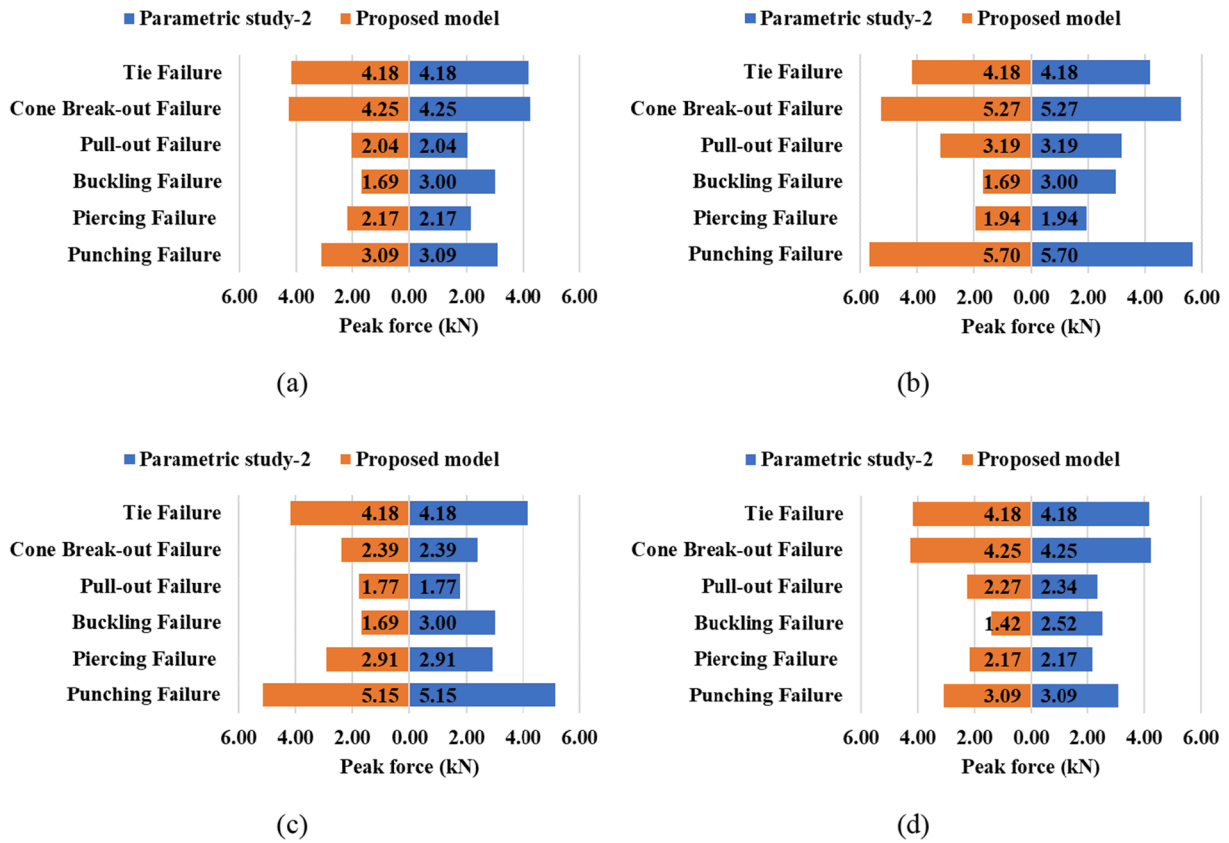 Parametric study-2 Proposed model
Tie Failure 4.18 4.18
Cone Break-out Failure 4.25 4.25
Pull-out Failure 2.04 2.04
Buckling Failure 1.69 3.00
Piercing Failure 2.17 2.17
Punching Failure 3.09 3.09
6.00 4.00 2.00 0.00 2.00 4.00 6.00
Peak force (kN)
(a)
Parametric study-2 Proposed model
Tie Failure 4.18 4.18
Cone Break-out Failure 5.27 5.27
Pull-out Failure 3.19 3.19
Buckling Failure 1.69 3.00
Piercing Failure 1.94 1.94
Punching Failure 5.70 5.70
6.00 4.00 2.00 0.00 2.00 4.00 6.00
Peak force (kN)
(b)
Parametric study-2 Proposed model
Tie Failure 4.18 4.18
Cone Break-out Failure 2.39 2.39
Pull-out Failure 1.77 1.77
Buckling Failure 1.69 3.00
Piercing Failure 2.91 2.91
Punching Failure 5.15 5.15
6.00 4.00 2.00 0.00 2.00 4.00 6.00
Peak force (kN)
(c)
Parametric study-2 Proposed model
Tie Failure 4.18 4.18
Cone Break-out Failure 4.25 4.25
Pull-out Failure 2.27 2.34
Buckling Failure 1.42 2.52
Piercing Failure 2.17 2.17
Punching Failure 3.09 3.09
6.00 4.00 2.00 0.00 2.00 4.00 6.00
Peak force (kN)
(d)